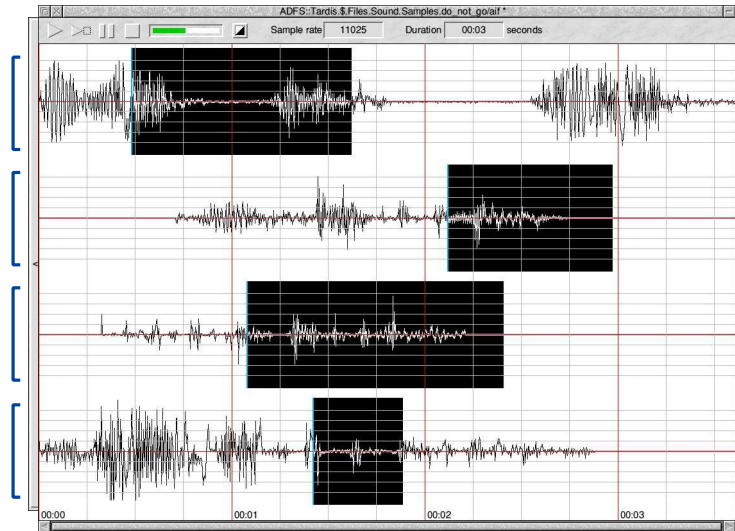 ADFS::Tardis.$.Files.Sound.Samples.do_not_go/aif *
Sample rate 11025 Duration 00:03 seconds
00:00 00:01 00:02 00:03